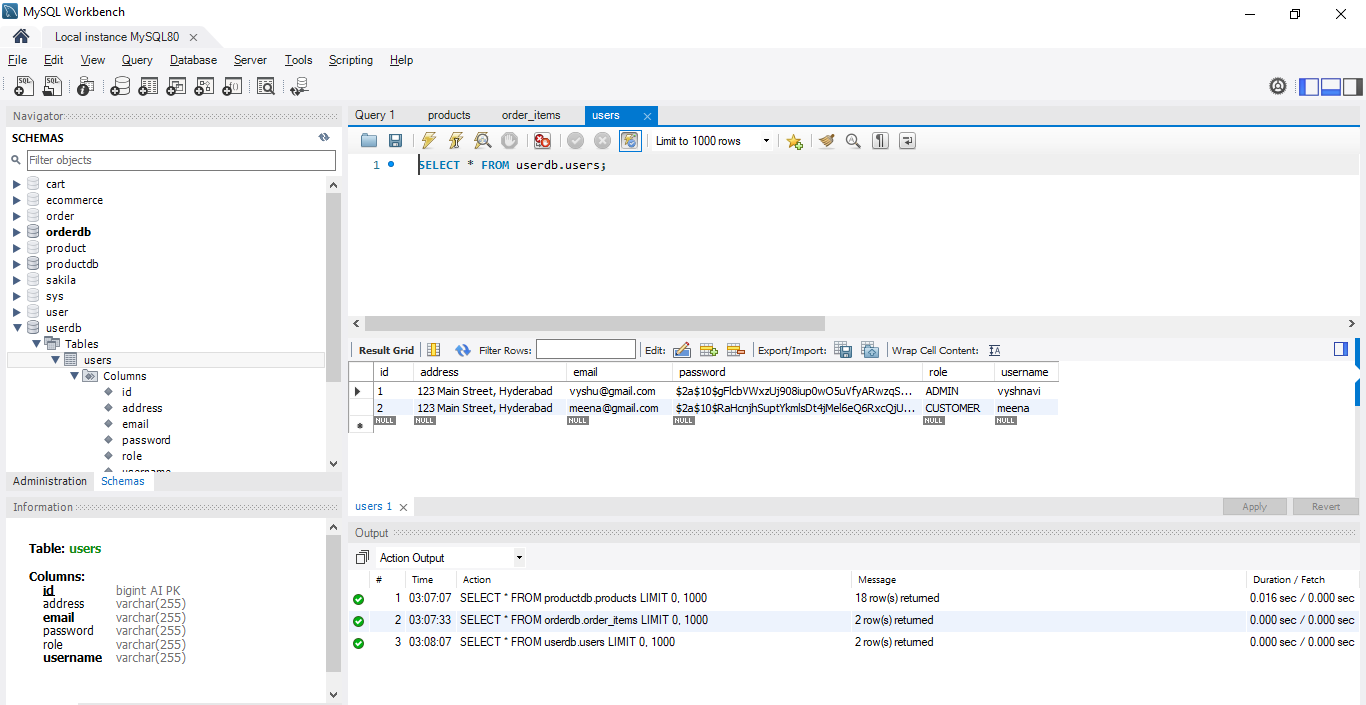 MySQL Workbench
Local instance MySQL80
File Edit View Query Database Server Tools Scripting Help
Navigator
SCHEMAS
Filter objects
cart
ecommerce
order
orderdb
product
productdb
sakila
sys
user
userdb
Tables
users
Columns
id
address
email
password
role
username
Administration Schemas
Information
Table: users
Columns:
id bigint AI PK
address varchar(255)
email varchar(255)
password varchar(255)
role varchar(255)
username varchar(255)
Query 1 products order_items users
Limit to 1000 rows
1 SELECT * FROM userdb.users;
Result Grid Filter Rows: Edit: Export/Import: Wrap Cell Content:
id address email password role username
1 123 Main Street, Hyderabad vyshu@gmail.com $2a$10$gFlcbVWxzUj908iup0wO5uVfyARwzqS... ADMIN vyshnavi
2 123 Main Street, Hyderabad meena@gmail.com $2a$10$RaHcnjhSuptYkmlsDt4jMel6eQ6RxcQjU... CUSTOMER meena
NULL NULL NULL NULL NULL NULL
users 1 Apply Revert
Output
Action Output
# Time Action Message Duration / Fetch
1 03:07:07 SELECT * FROM productdb.products LIMIT 0, 1000 18 row(s) returned 0.016 sec / 0.000 sec
2 03:07:33 SELECT * FROM orderdb.order_items LIMIT 0, 1000 2 row(s) returned 0.000 sec / 0.000 sec
3 03:08:07 SELECT * FROM userdb.users LIMIT 0, 1000 2 row(s) returned 0.000 sec / 0.000 sec